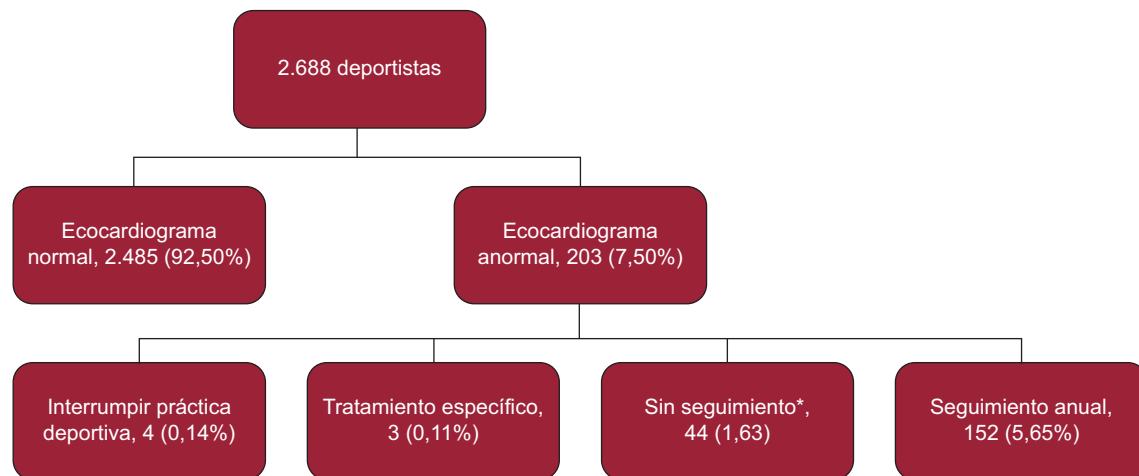 2.688 deportistas
Ecocardiograma
normal, 2.485 (92,50%)
Ecocardiograma
anormal, 203 (7,50%)
Interrumpir práctica
deportiva, 4 (0,14%)
Tratamiento específico,
3 (0,11%)
Sin seguimiento*,
44 (1,63)
Seguimiento anual,
152 (5,65%)